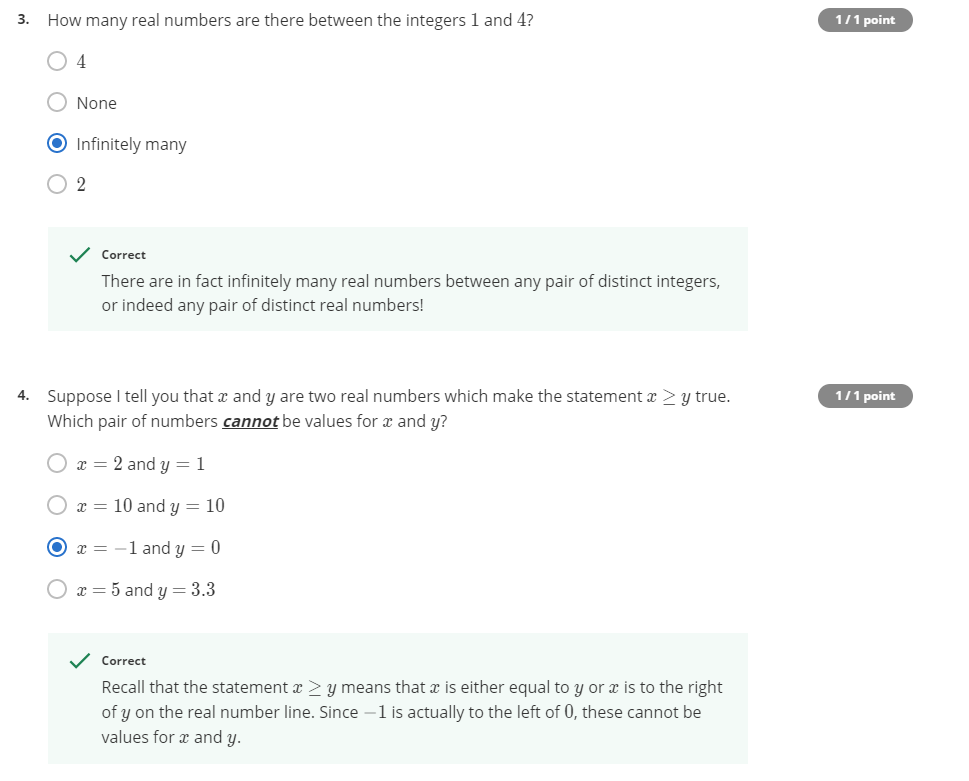 3. How many real numbers are there between the integers 1 and 4? 1 / 1 point
4
None
Infinitely many
2
Correct
There are in fact infinitely many real numbers between any pair of distinct integers,
or indeed any pair of distinct real numbers!
4. Suppose I tell you that x and y are two real numbers which make the statement x ≥ y true. 1 / 1 point
Which pair of numbers cannot be values for x and y?
x = 2 and y = 1
x = 10 and y = 10
x = −1 and y = 0
x = 5 and y = 3.3
Correct
Recall that the statement x ≥ y means that x is either equal to y or x is to the right
of y on the real number line. Since −1 is actually to the left of 0, these cannot be
values for x and y.